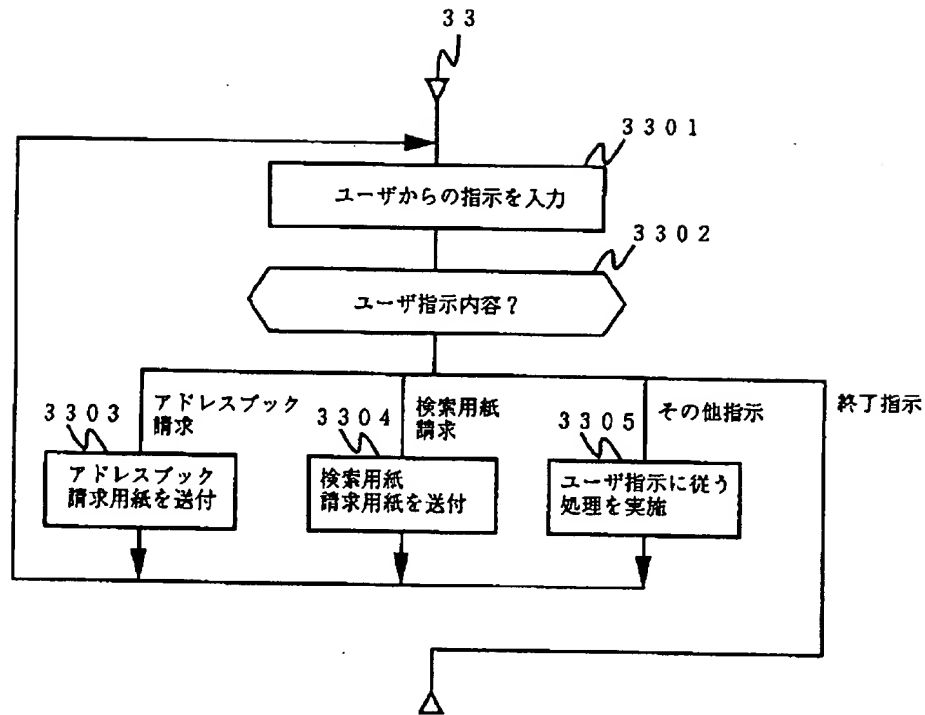 33
3301
ユーザからの指示を入力
3302
ユーザ指示内容?
3303
アドレスブック
請求
3304
検索用紙
請求
3305
その他指示
終了指示
アドレスブック
請求用紙を送付
検索用紙
請求用紙を送付
ユーザ指示に従う
処理を実施